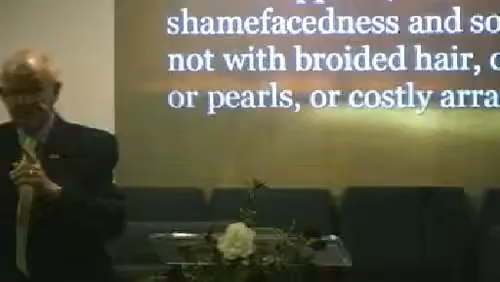 shamefacedness and so
not with broided hair, o
or pearls, or costly arra